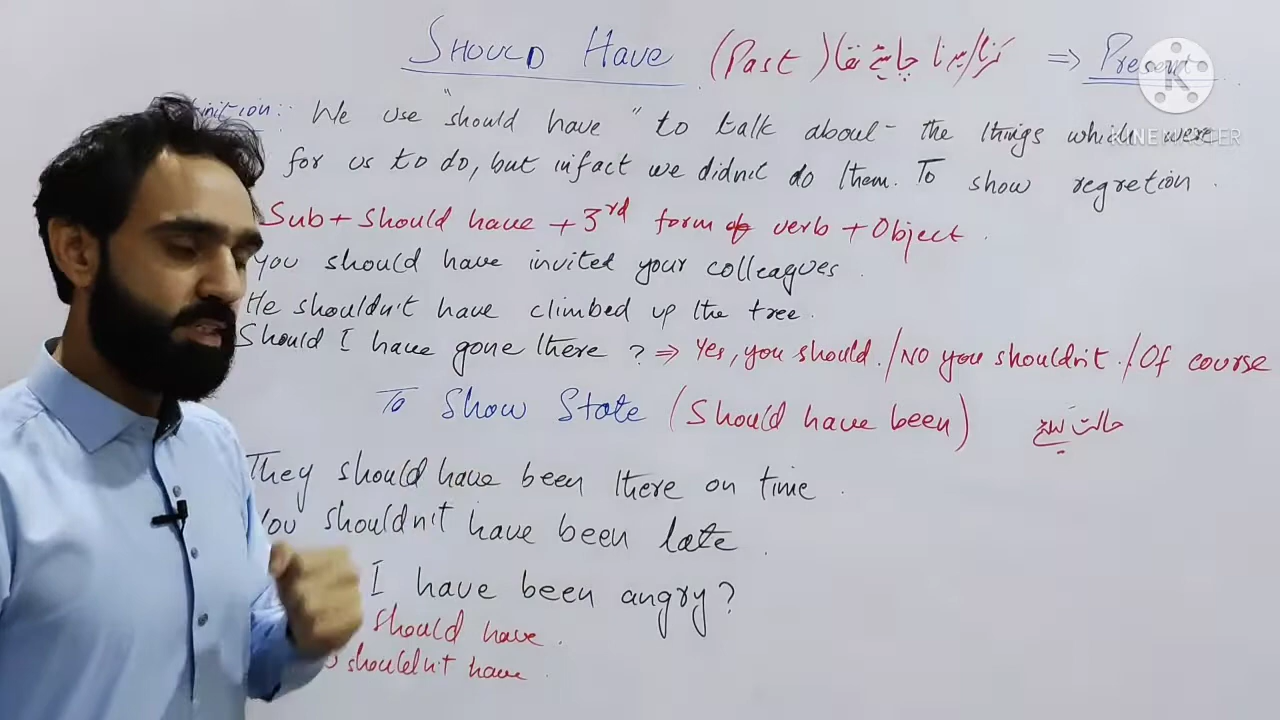 SHOULD HAVE (Past) کرنا/ہونا چاہیئے تھا ⇒ Present
nition:: We use "should have" to talk about the things which were
for us to do, but infact we didn't do them. To show regretion.
Sub + should have + 3rd form of verb + Object.
You should have invited your colleagues.
He shouldn't have climbed up the tree.
Should I have gone there? ⇒ Yes, you should./No you shouldn't./Of course
To Show State (Should have been) حالت
They should have been there on time.
You shouldn't have been late.
I have been angry?
should have.
shouldn't have.
K
KINEMASTER